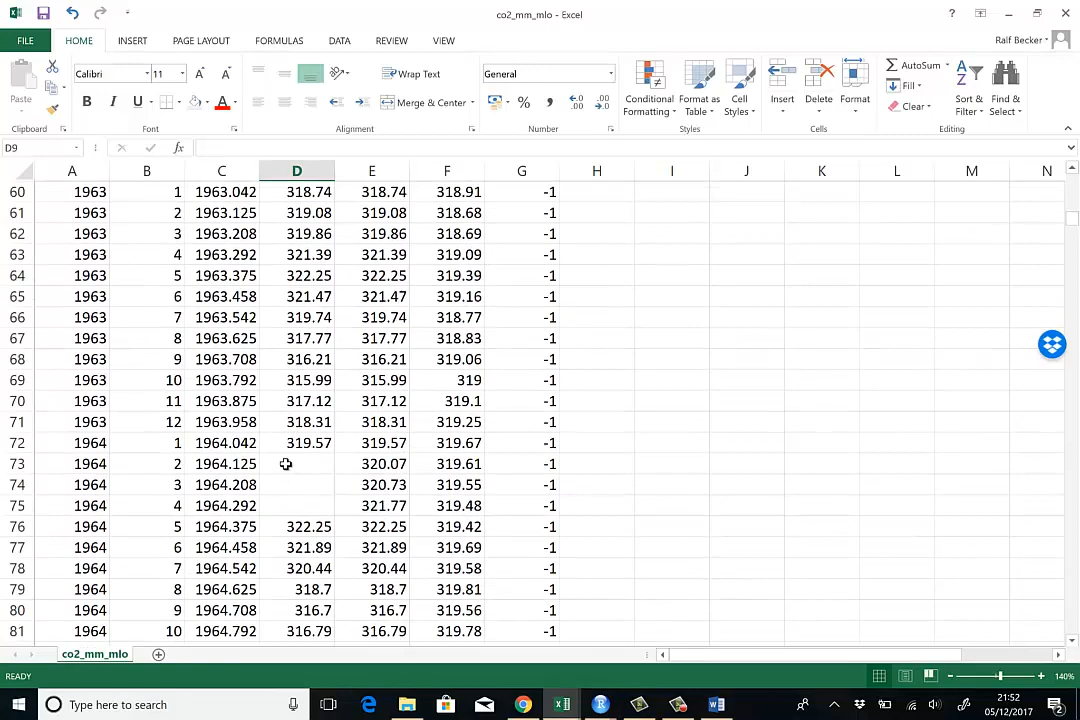 co2_mm_mlo - Excel
FILE HOME INSERT PAGE LAYOUT FORMULAS DATA REVIEW VIEW
Ralf Becker
Calibri 11 Wrap Text General AutoSum
Paste B I U A Merge & Center % , Conditional Formatting Format as Table Cell Styles Insert Delete Format Fill Clear Sort & Filter Find & Select
Clipboard Font Alignment Number Styles Cells Editing
D9 fx
A B C D E F G H I J K L M N
60 1963 1 1963.042 318.74 318.74 318.91 -1
61 1963 2 1963.125 319.08 319.08 318.68 -1
62 1963 3 1963.208 319.86 319.86 318.69 -1
63 1963 4 1963.292 321.39 321.39 319.09 -1
64 1963 5 1963.375 322.25 322.25 319.39 -1
65 1963 6 1963.458 321.47 321.47 319.16 -1
66 1963 7 1963.542 319.74 319.74 318.77 -1
67 1963 8 1963.625 317.77 317.77 318.83 -1
68 1963 9 1963.708 316.21 316.21 319.06 -1
69 1963 10 1963.792 315.99 315.99 319 -1
70 1963 11 1963.875 317.12 317.12 319.1 -1
71 1963 12 1963.958 318.31 318.31 319.25 -1
72 1964 1 1964.042 319.57 319.57 319.67 -1
73 1964 2 1964.125 320.07 319.61 -1
74 1964 3 1964.208 320.73 319.55 -1
75 1964 4 1964.292 321.77 319.48 -1
76 1964 5 1964.375 322.25 322.25 319.42 -1
77 1964 6 1964.458 321.89 321.89 319.69 -1
78 1964 7 1964.542 320.44 320.44 319.58 -1
79 1964 8 1964.625 318.7 318.7 319.81 -1
80 1964 9 1964.708 316.7 316.7 319.56 -1
81 1964 10 1964.792 316.79 316.79 319.78 -1
co2_mm_mlo
READY 140%
Type here to search 21:52
05/12/2017